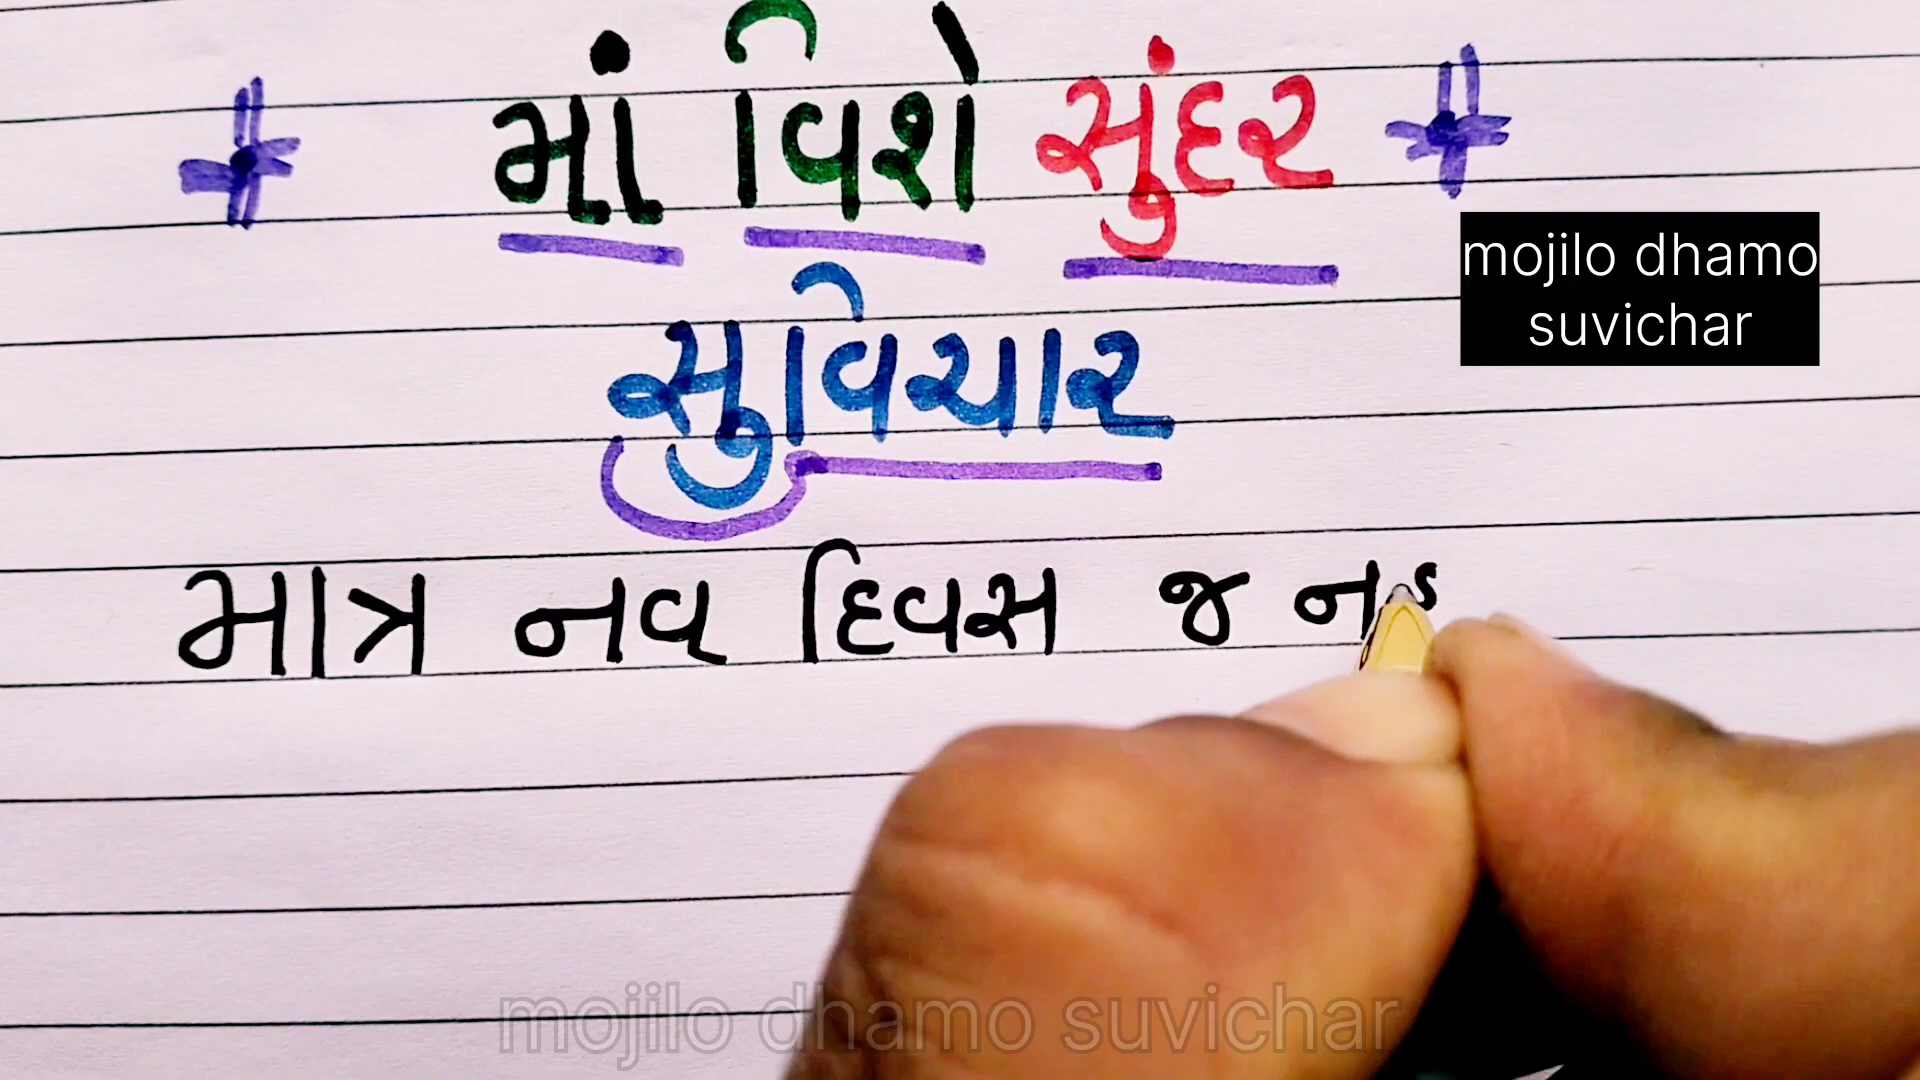 માં વિશે સુંદર
mojilo dhamo
suvichar
સુવિચાર
માત્ર નવ દિવસ જ
mojilo dhamo suvichar